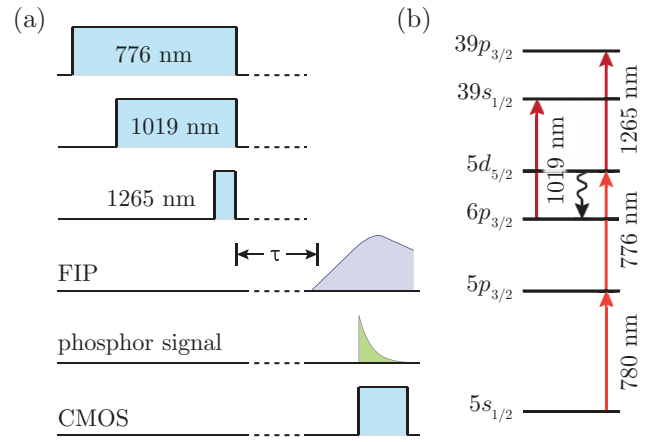 (a)
776 nm
1019 nm
1265 nm
τ
FIP
phosphor signal
CMOS
(b)
39p3/2
39s1/2
5d5/2
6p3/2
5p3/2
5s1/2
1019 nm
1265 nm
776 nm
780 nm